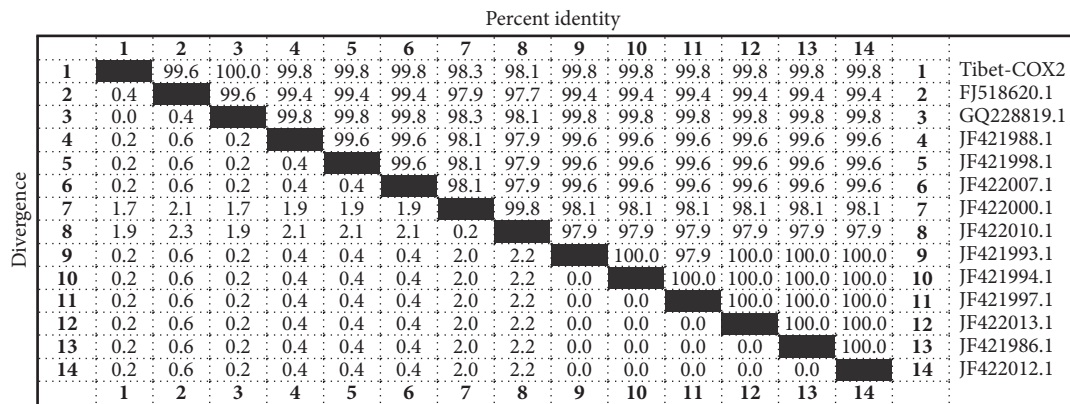 Percent identity
1 2 3 4 5 6 7 8 9 10 11 12 13 14
1 99.6 100.0 99.8 99.8 99.8 98.3 98.1 99.8 99.8 99.8 99.8 99.8 99.8 1 Tibet-COX2
2 0.4 99.6 99.4 99.4 99.4 97.9 97.7 99.4 99.4 99.4 99.4 99.4 99.4 2 FJ518620.1
3 0.0 0.4 99.8 99.8 99.8 98.3 98.1 99.8 99.8 99.8 99.8 99.8 99.8 3 GQ228819.1
4 0.2 0.6 0.2 99.6 99.6 98.1 97.9 99.6 99.6 99.6 99.6 99.6 99.6 4 JF421988.1
5 0.2 0.6 0.2 0.4 99.6 98.1 97.9 99.6 99.6 99.6 99.6 99.6 99.6 5 JF421998.1
6 0.2 0.6 0.2 0.4 0.4 98.1 97.9 99.6 99.6 99.6 99.6 99.6 99.6 6 JF422007.1
7 1.7 2.1 1.7 1.9 1.9 1.9 99.8 98.1 98.1 98.1 98.1 98.1 98.1 7 JF422000.1
8 1.9 2.3 1.9 2.1 2.1 2.1 0.2 97.9 97.9 97.9 97.9 97.9 97.9 8 JF422010.1
9 0.2 0.6 0.2 0.4 0.4 0.4 2.0 2.2 100.0 97.9 100.0 100.0 100.0 9 JF421993.1
10 0.2 0.6 0.2 0.4 0.4 0.4 2.0 2.2 0.0 100.0 100.0 100.0 100.0 10 JF421994.1
11 0.2 0.6 0.2 0.4 0.4 0.4 2.0 2.2 0.0 0.0 100.0 100.0 100.0 11 JF421997.1
12 0.2 0.6 0.2 0.4 0.4 0.4 2.0 2.2 0.0 0.0 0.0 100.0 100.0 12 JF422013.1
13 0.2 0.6 0.2 0.4 0.4 0.4 2.0 2.2 0.0 0.0 0.0 0.0 100.0 13 JF421986.1
14 0.2 0.6 0.2 0.4 0.4 0.4 2.0 2.2 0.0 0.0 0.0 0.0 0.0 14 JF422012.1
1 2 3 4 5 6 7 8 9 10 11 12 13 14
Divergence